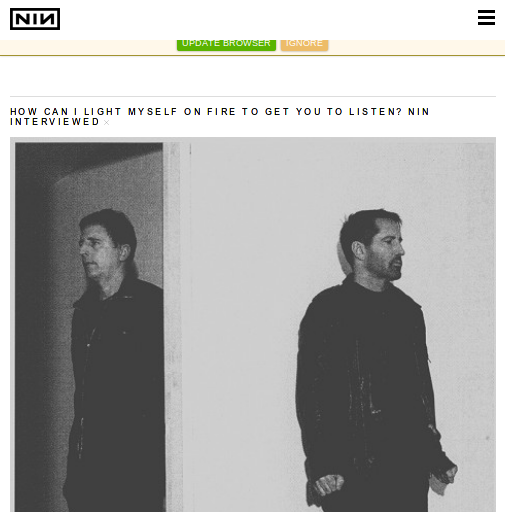 NIN
UPDATE BROWSER IGNORE
HOW CAN I LIGHT MYSELF ON FIRE TO GET YOU TO LISTEN? NIN
INTERVIEWED